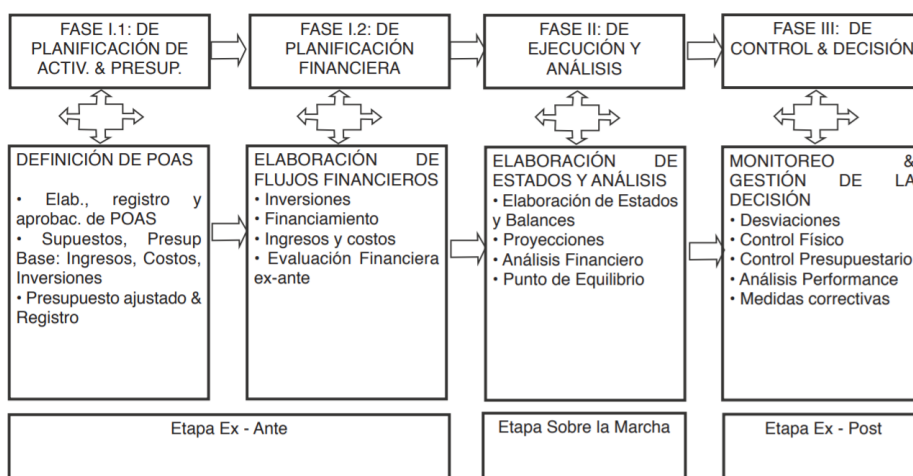 FASE I.1: DE
PLANIFICACIÓN DE
ACTIV. & PRESUP.
FASE I.2: DE
PLANIFICACIÓN
FINANCIERA
FASE II: DE
EJECUCIÓN Y
ANÁLISIS
FASE III: DE
CONTROL & DECISIÓN
DEFINICIÓN DE POAS
• Elab., registro y
aprobac. de POAS
• Supuestos, Presup
Base: Ingresos, Costos,
Inversiones
• Presupuesto ajustado &
Registro
ELABORACIÓN DE
FLUJOS FINANCIEROS
• Inversiones
• Financiamiento
• Ingresos y costos
• Evaluación Financiera
ex-ante
ELABORACIÓN DE
ESTADOS Y ANÁLISIS
• Elaboración de Estados
y Balances
• Proyecciones
• Análisis Financiero
• Punto de Equilibrio
MONITOREO &
GESTIÓN DE LA
DECISIÓN
• Desviaciones
• Control Físico
• Control Presupuestario
• Análisis Performance
• Medidas correctivas
Etapa Ex - Ante
Etapa Sobre la Marcha
Etapa Ex - Post